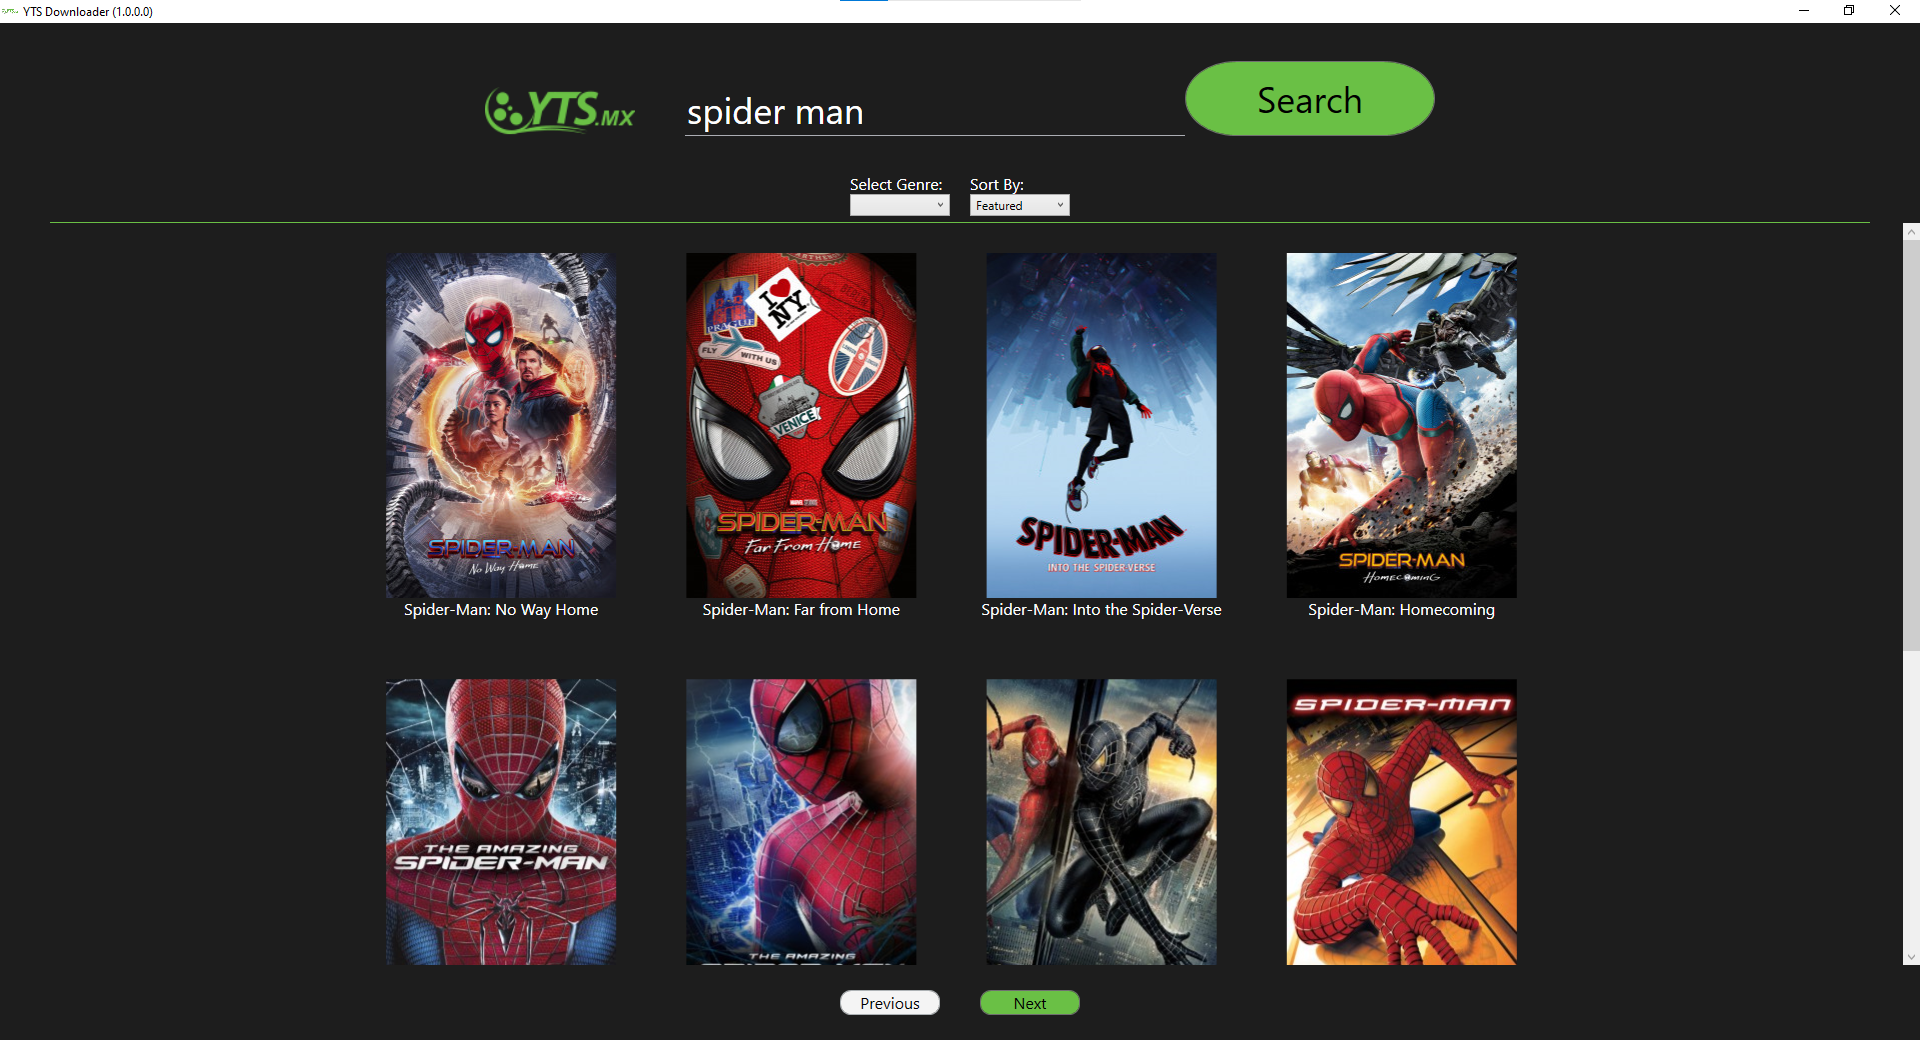 YTS Downloader (1.0.0.0)
YTS.MX
spider man
Search
Select Genre:
Sort By:
Featured
SPIDER-MAN
No Way Home
Spider-Man: No Way Home
PRAGUE
I ♥ NY
FLY WITH US
VENICE
SPIDER-MAN
Far From Home
Spider-Man: Far from Home
SPIDER-MAN
INTO THE SPIDER-VERSE
Spider-Man: Into the Spider-Verse
SPIDER-MAN
HOMECOMING
Spider-Man: Homecoming
THE AMAZING
SPIDER-MAN
THE AMAZING
SPIDER-MAN
Previous
Next